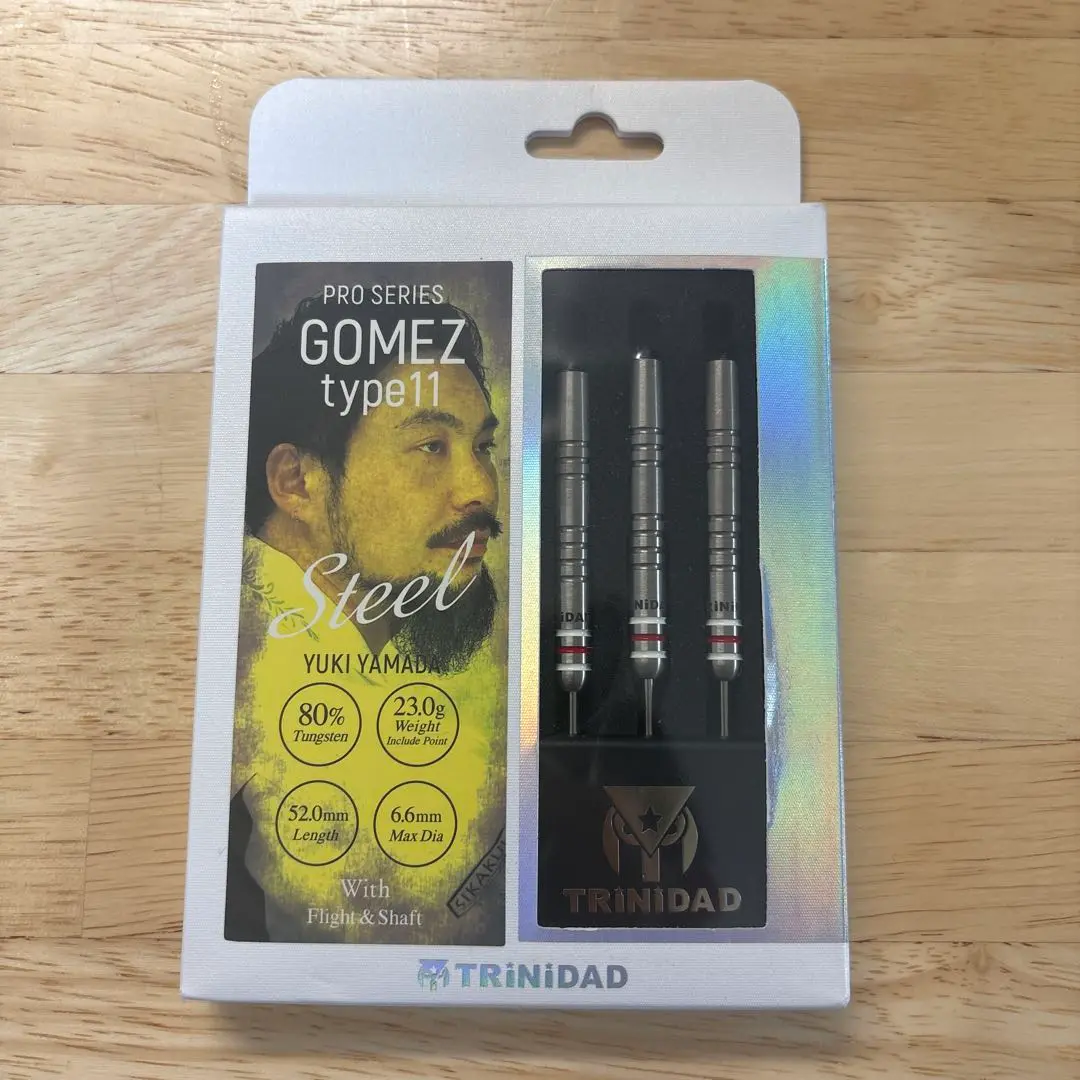 PRO SERIES
GOMEZ
type11
Steel
YUKI YAMADA
80%
Tungsten
23.0g
Weight
Include Point
52.0mm
Length
6.6mm
Max Dia
With
Flight & Shaft
TRiNiDAD
TRiNiDAD